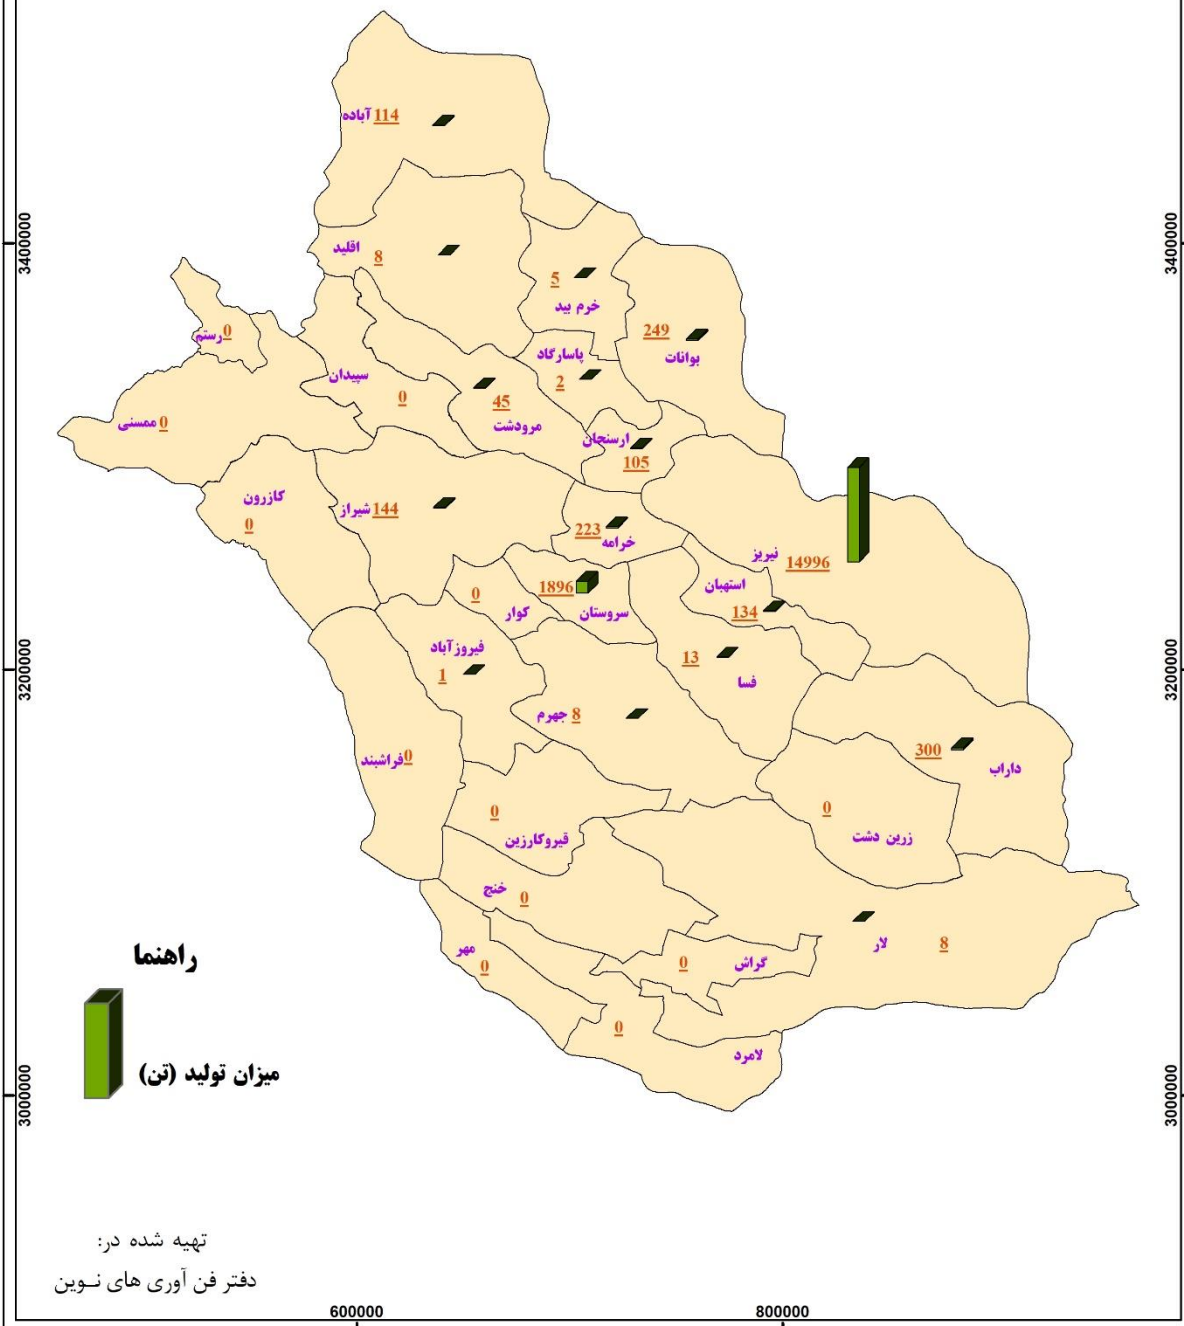 آباده 114
3400000
3400000
اقلید
8
5
خرم بید
رستم 0
249
بوانات
پاسارگاد
2
سپیدان
0
45
مرودشت
ممسنی 0
ارسنجان
105
کازرون
0
شیراز 144
223
خرامه
نیریز
14996
استهبان
134
1896
سروستان
0
کوار
فیروزآباد
1
13
فسا
3200000
3200000
جهرم 8
فراشبند 0
300
داراب
0
زرین دشت
0
قیروکارزین
خنج
0
لار
8
مهر
0
گراش
0
0
لامرد
راهنما
میزان تولید (تن)
3000000
3000000
تهیه شده در:
دفتر فن آوری های نـوین
600000
800000